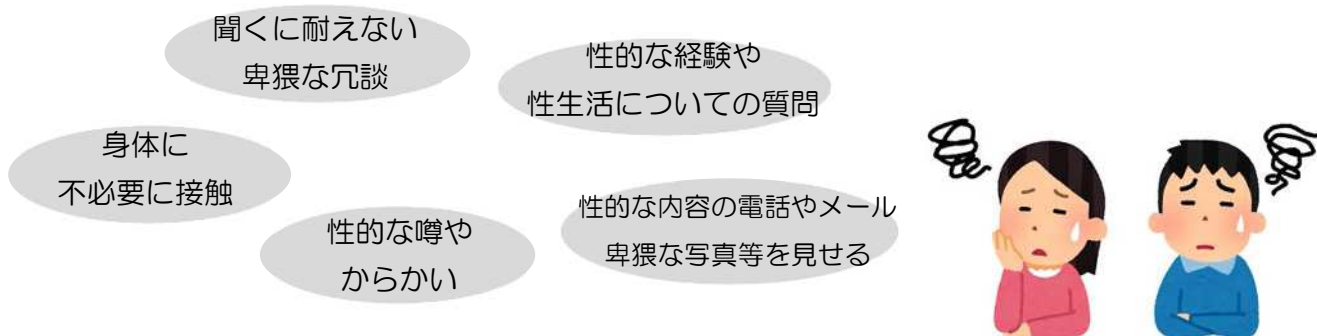 聞くに耐えない
卑猥な冗談
性的な経験や
性生活についての質問
身体に
不必要に接触
性的な噂や
からかい
性的な内容の電話やメール
卑猥な写真等を見せる